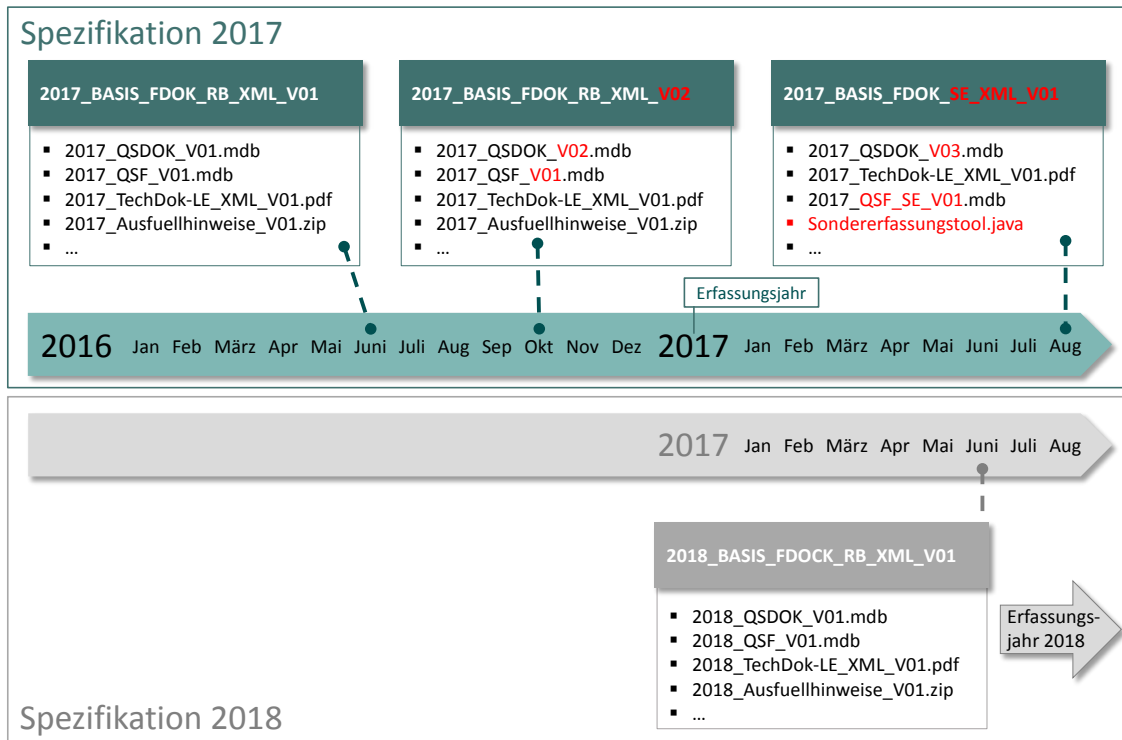 Spezifikation 2017
2017_BASIS_FDOK_RB_XML_V01
▪ 2017_QSDOK_V01.mdb
▪ 2017_QSF_V01.mdb
▪ 2017_TechDok-LE_XML_V01.pdf
▪ 2017_Ausfuellhinweise_V01.zip
▪ ...
2017_BASIS_FDOK_RB_XML_V02
▪ 2017_QSDOK_V02.mdb
▪ 2017_QSF_V01.mdb
▪ 2017_TechDok-LE_XML_V01.pdf
▪ 2017_Ausfuellhinweise_V01.zip
▪ ...
2017_BASIS_FDOK_SE_XML_V01
▪ 2017_QSDOK_V03.mdb
▪ 2017_TechDok-LE_XML_V01.pdf
▪ 2017_QSF_SE_V01.mdb
▪ Sondererfassungstool.java
▪ ...
Erfassungsjahr
2016 Jan Feb März Apr Mai Juni Juli Aug Sep Okt Nov Dez 2017 Jan Feb März Apr Mai Juni Juli Aug
2017 Jan Feb März Apr Mai Juni Juli Aug
2018_BASIS_FDOCK_RB_XML_V01
▪ 2018_QSDOK_V01.mdb
▪ 2018_QSF_V01.mdb
▪ 2018_TechDok-LE_XML_V01.pdf
▪ 2018_Ausfuellhinweise_V01.zip
▪ ...
Erfassungs-
jahr 2018
Spezifikation 2018